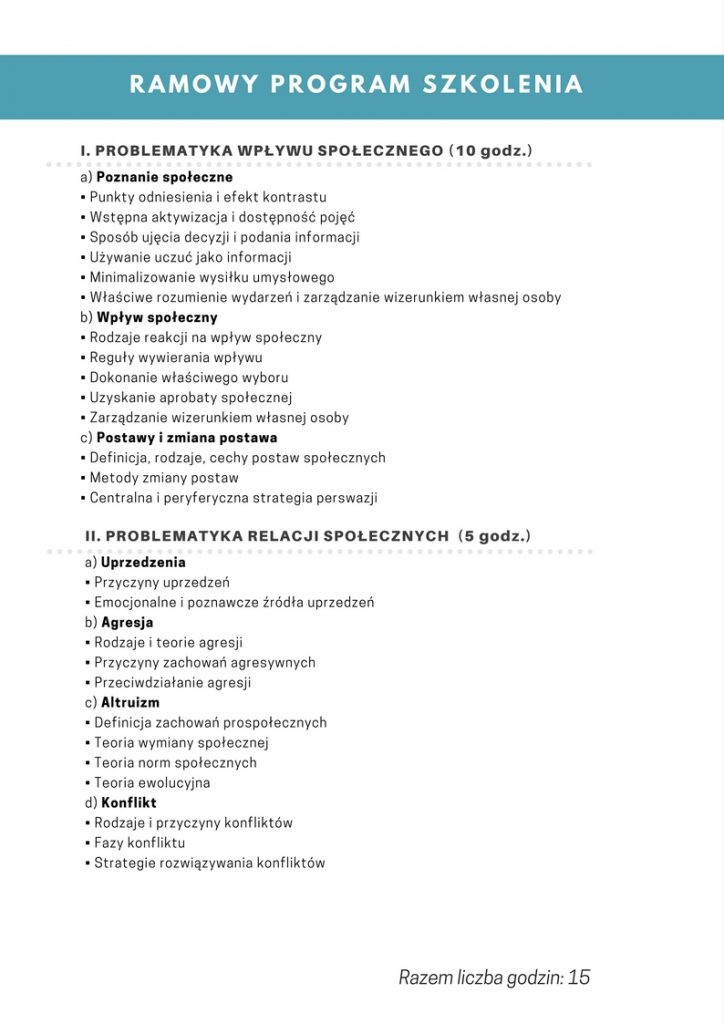 RAMOWY PROGRAM SZKOLENIA
I. PROBLEMATYKA WPŁYWU SPOŁECZNEGO (10 godz.)
a) Poznanie społeczne
▪ Punkty odniesienia i efekt kontrastu
▪ Wstępna aktywizacja i dostępność pojęć
▪ Sposób ujęcia decyzji i podania informacji
▪ Używanie uczuć jako informacji
▪ Minimalizowanie wysiłku umysłowego
▪ Właściwe rozumienie wydarzeń i zarządzanie wizerunkiem własnej osoby
b) Wpływ społeczny
▪ Rodzaje reakcji na wpływ społeczny
▪ Reguły wywierania wpływu
▪ Dokonanie właściwego wyboru
▪ Uzyskanie aprobaty społecznej
▪ Zarządzanie wizerunkiem własnej osoby
c) Postawy i zmiana postawa
▪ Definicja, rodzaje, cechy postaw społecznych
▪ Metody zmiany postaw
▪ Centralna i peryferyczna strategia perswazji
II. PROBLEMATYKA RELACJI SPOŁECZNYCH (5 godz.)
a) Uprzedzenia
▪ Przyczyny uprzedzeń
▪ Emocjonalne i poznawcze źródła uprzedzeń
b) Agresja
▪ Rodzaje i teorie agresji
▪ Przyczyny zachowań agresywnych
▪ Przeciwdziałanie agresji
c) Altruizm
▪ Definicja zachowań prospołecznych
▪ Teoria wymiany społecznej
▪ Teoria norm społecznych
▪ Teoria ewolucyjna
d) Konflikt
▪ Rodzaje i przyczyny konfliktów
▪ Fazy konfliktu
▪ Strategie rozwiązywania konfliktów
Razem liczba godzin: 15